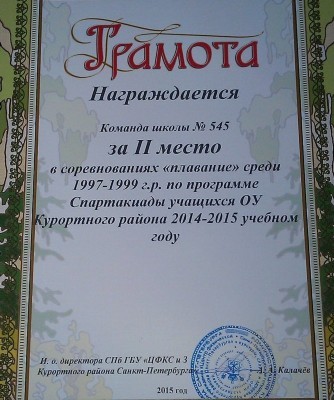 Грамота
Награждается
Команда школы № 545
за II место
в соревнованиях «плавание» среди
1997-1999 г.р. по программе
Спартакиады учащихся ОУ
Курортного района 2014-2015 учебном
году
И. о. директора СПб ГБУ «ЦФКС и З
Курортного района Санкт-Петербурга Д. А. Калачёв
2015 год